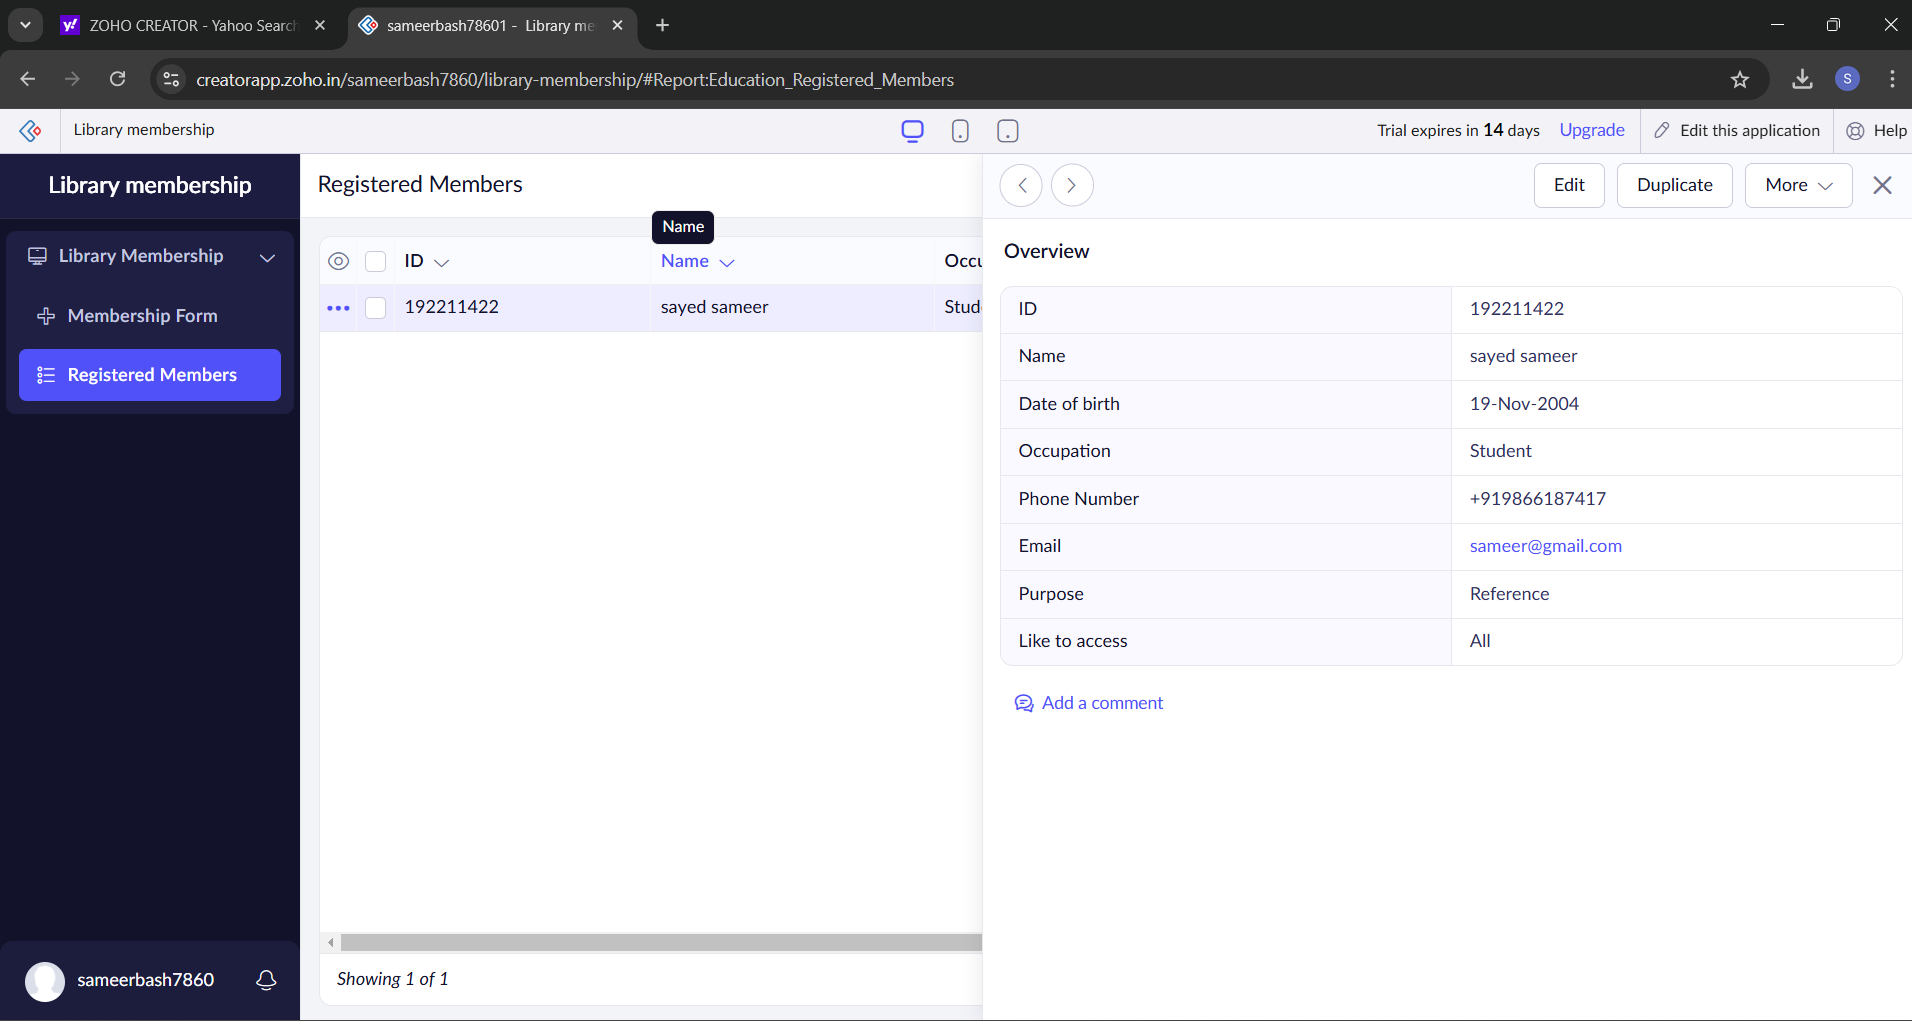 ZOHO CREATOR - Yahoo Search
sameerbash78601 - Library me
creatorapp.zoho.in/sameerbash7860/library-membership/#Report:Education_Registered_Members
S
Library membership
Trial expires in 14 days
Upgrade
Edit this application
Help
Library membership
Library Membership
Membership Form
Registered Members
sameerbash7860
Registered Members
Name
ID
Name
Occu
192211422
sayed sameer
Stud
Showing 1 of 1
Edit
Duplicate
More
Overview
ID 192211422
Name sayed sameer
Date of birth 19-Nov-2004
Occupation Student
Phone Number +919866187417
Email sameer@gmail.com
Purpose Reference
Like to access All
Add a comment